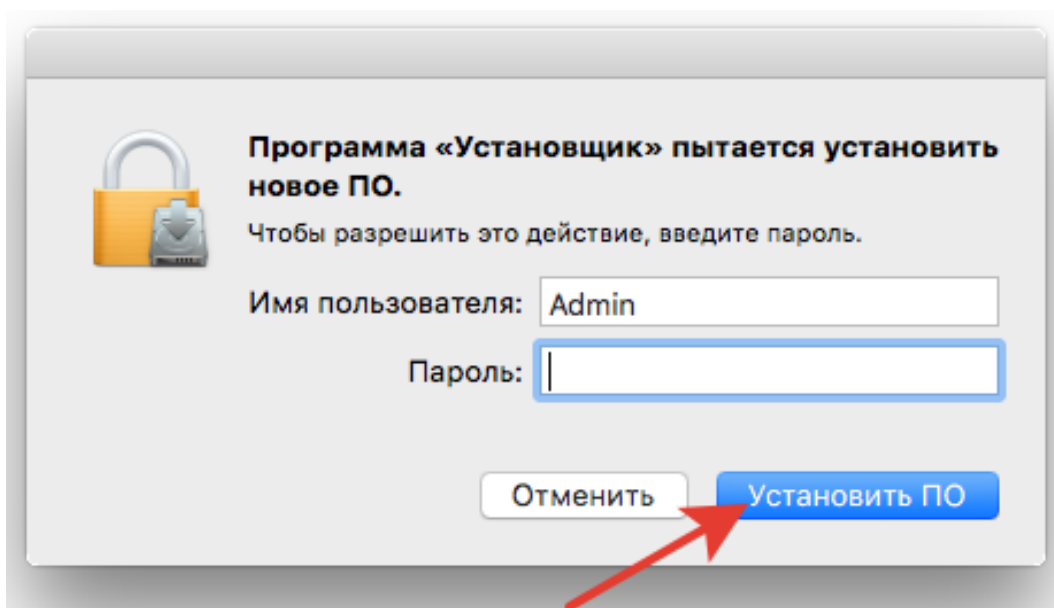 Программа «Установщик» пытается установить
новое ПО.
Чтобы разрешить это действие, введите пароль.
Имя пользователя: Admin
Пароль:
Отменить Установить ПО